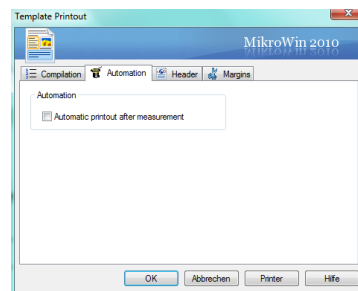 Template Printout
MikroWin 2010
Compilation Automation Header Margins
Automation
Automatic printout after measurement
OK Abbrechen Printer Hilfe